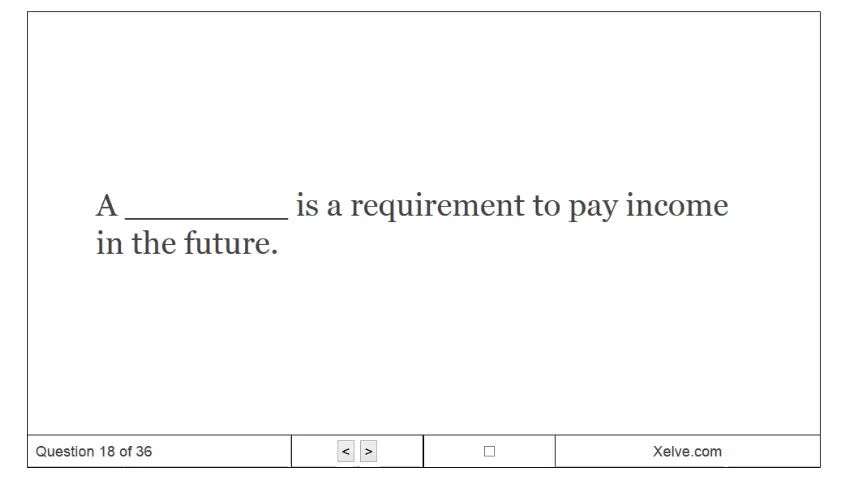 A __________ is a requirement to pay income
in the future.
Question 18 of 36
<
>
Xelve.com